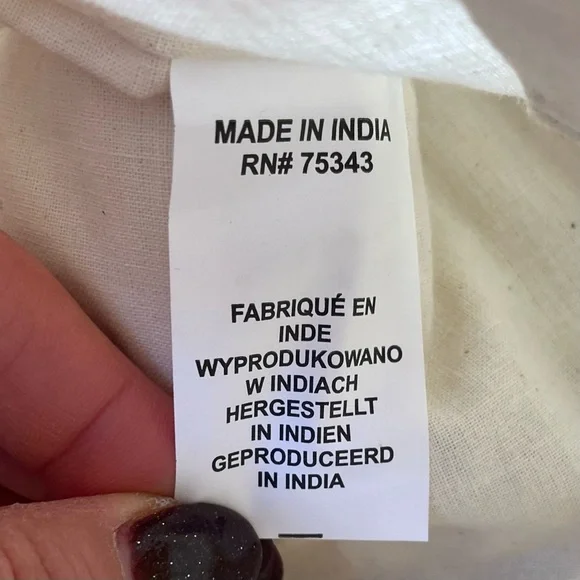 MADE IN INDIA
RN# 75343
FABRIQUÉ EN
INDE
WYPRODUKOWANO
W INDIACH
HERGESTELLT
IN INDIEN
GEPRODUCEERD
IN INDIA